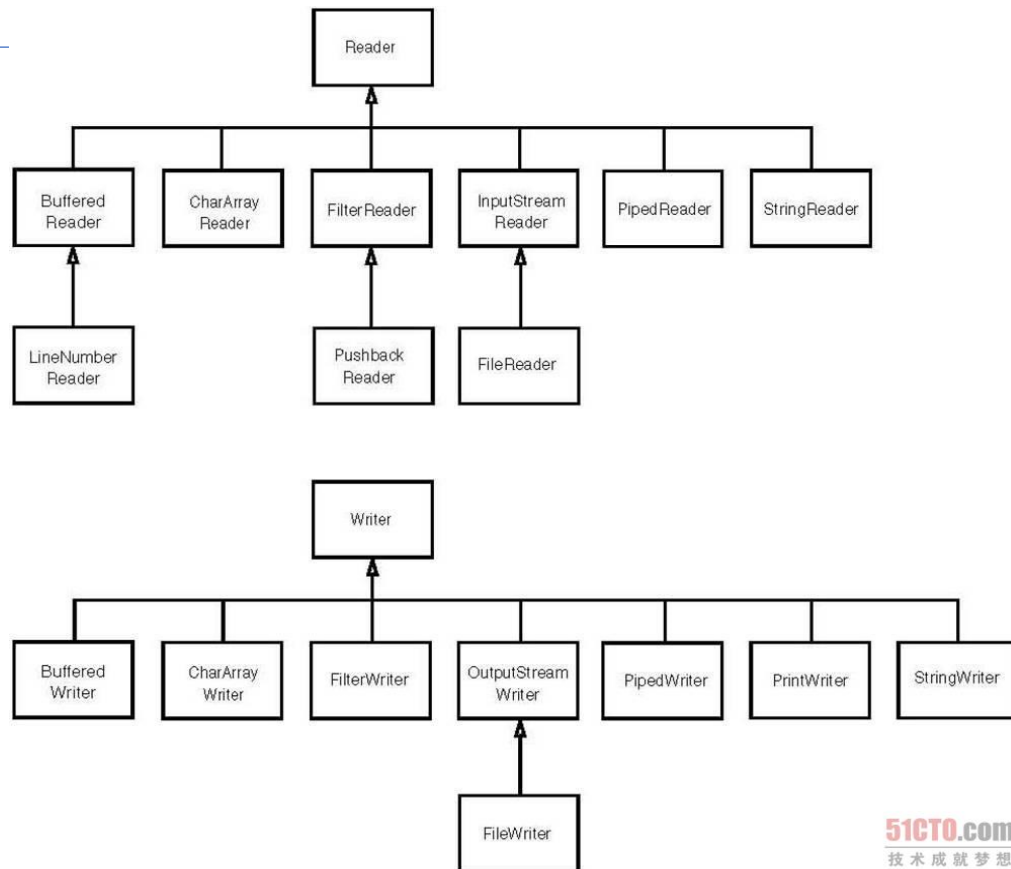 Reader
Buffered
Reader
CharArray
Reader
FilterReader
InputStream
Reader
PipedReader
StringReader
LineNumber
Reader
Pushback
Reader
FileReader
Writer
Buffered
Writer
CharArray
Writer
FilterWriter
OutputStream
Writer
PipedWriter
PrintWriter
StringWriter
FileWriter
51CTO.com
技术成就梦想